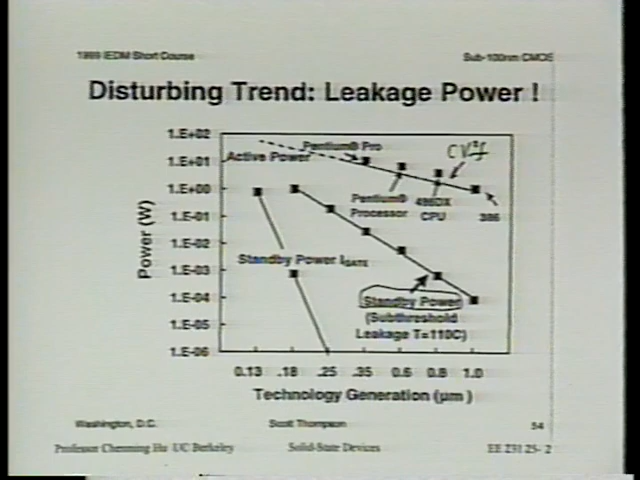 1999 IEDM Short Course
Sub-100nm CMOS
Disturbing Trend: Leakage Power !
1.E+02
1.E+01
1.E+00
1.E-01
1.E-02
1.E-03
1.E-04
1.E-05
1.E-06
Power (W)
Active Power
Pentium® Pro
CV²f
Pentium®
Processor
486DX
CPU
386
Standby Power IGATE
Standby Power
(Subthreshold
Leakage T=110C)
0.13 .18 .25 .35 0.6 0.8 1.0
Technology Generation (μm )
Washington, D.C.
Scott Thompson
54
Professor Chenming Hu UC Berkeley
Solid-State Devices
EE 231 25- 2